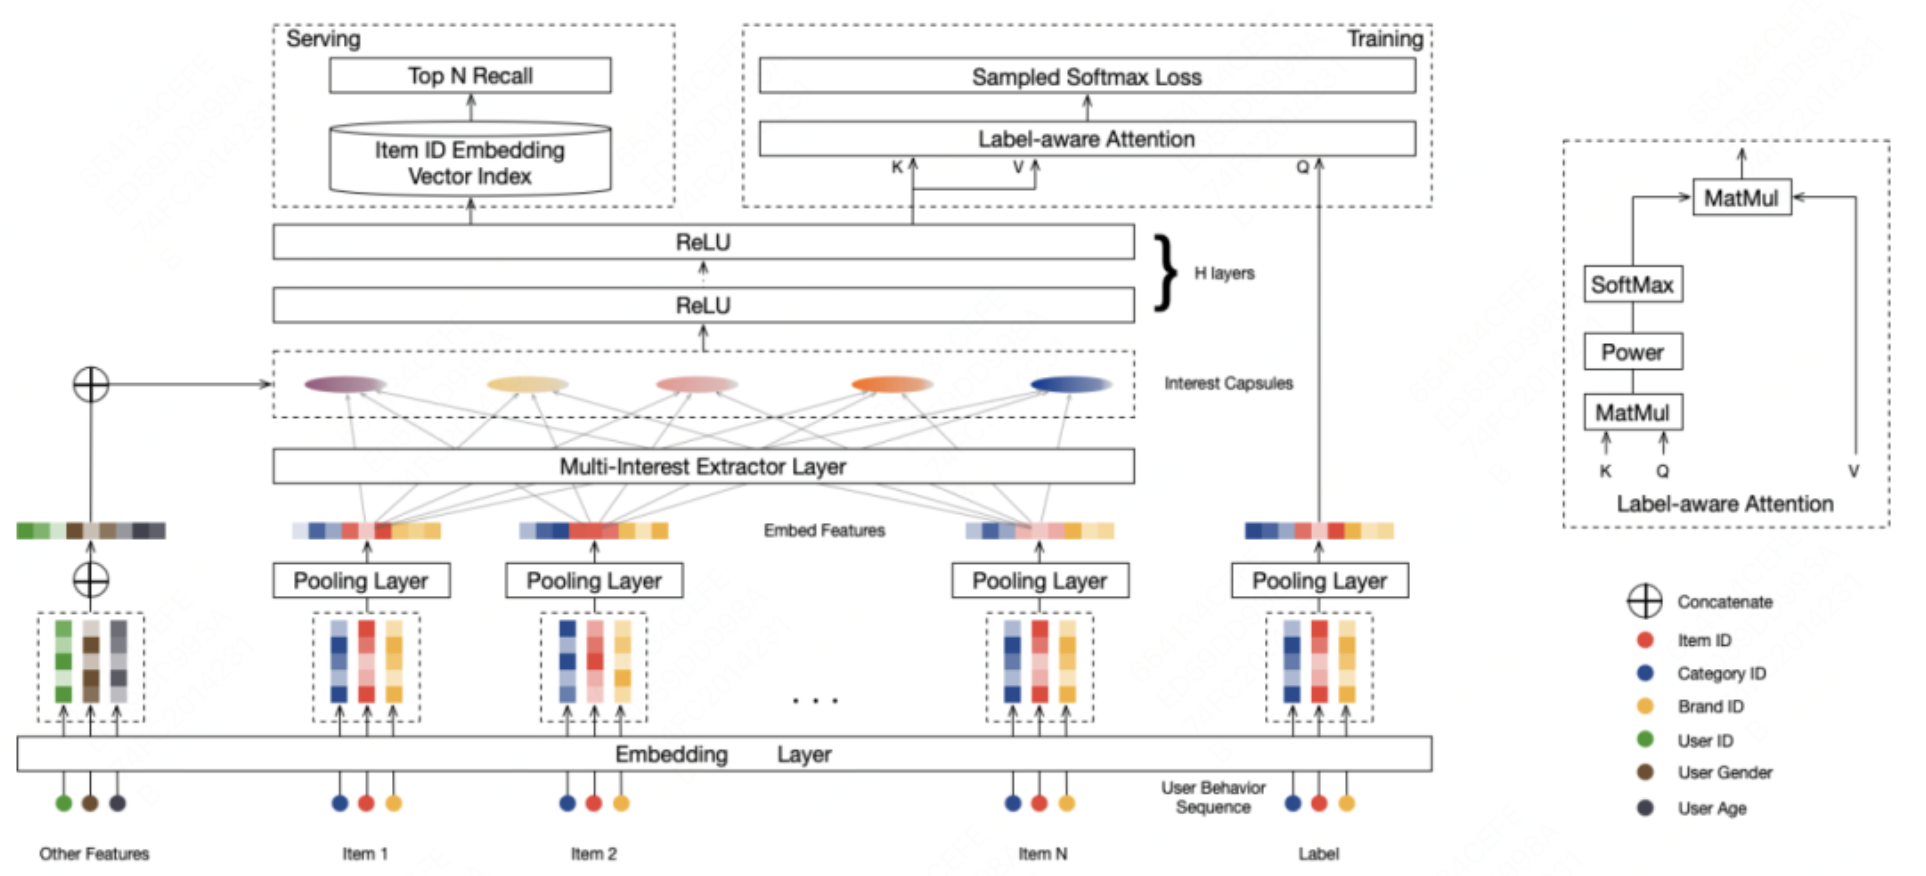 Serving
Training
Top N Recall
Sampled Softmax Loss
Item ID Embedding
Vector Index
Label-aware Attention
K
V
Q
MatMul
ReLU
H layers
SoftMax
ReLU
Power
Interest Capsules
MatMul
K
Q
V
Multi-Interest Extractor Layer
Label-aware Attention
Embed Features
Pooling Layer
Pooling Layer
Pooling Layer
Pooling Layer
Concatenate
Item ID
Category ID
. . .
Brand ID
User ID
Embedding Layer
User Gender
User Behavior
Sequence
User Age
Other Features
Item 1
Item 2
Item N
Label